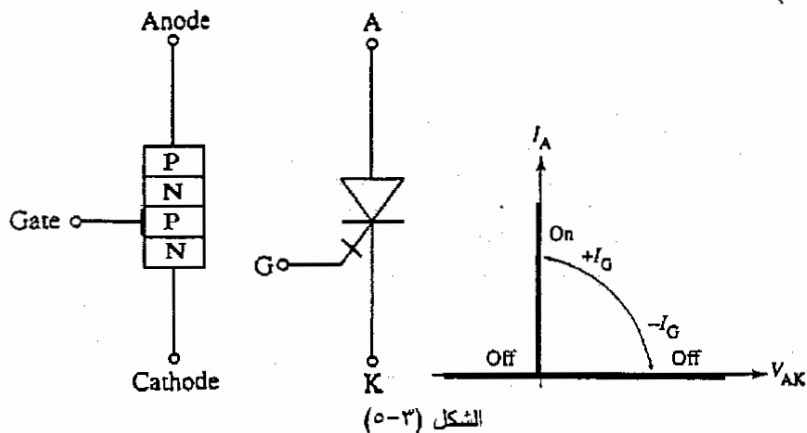 Anode
P
N
Gate P
N
Cathode
A
G
K
I_A
On
+I_G
-I_G
Off Off
V_AK
الشكل (٣-٥)